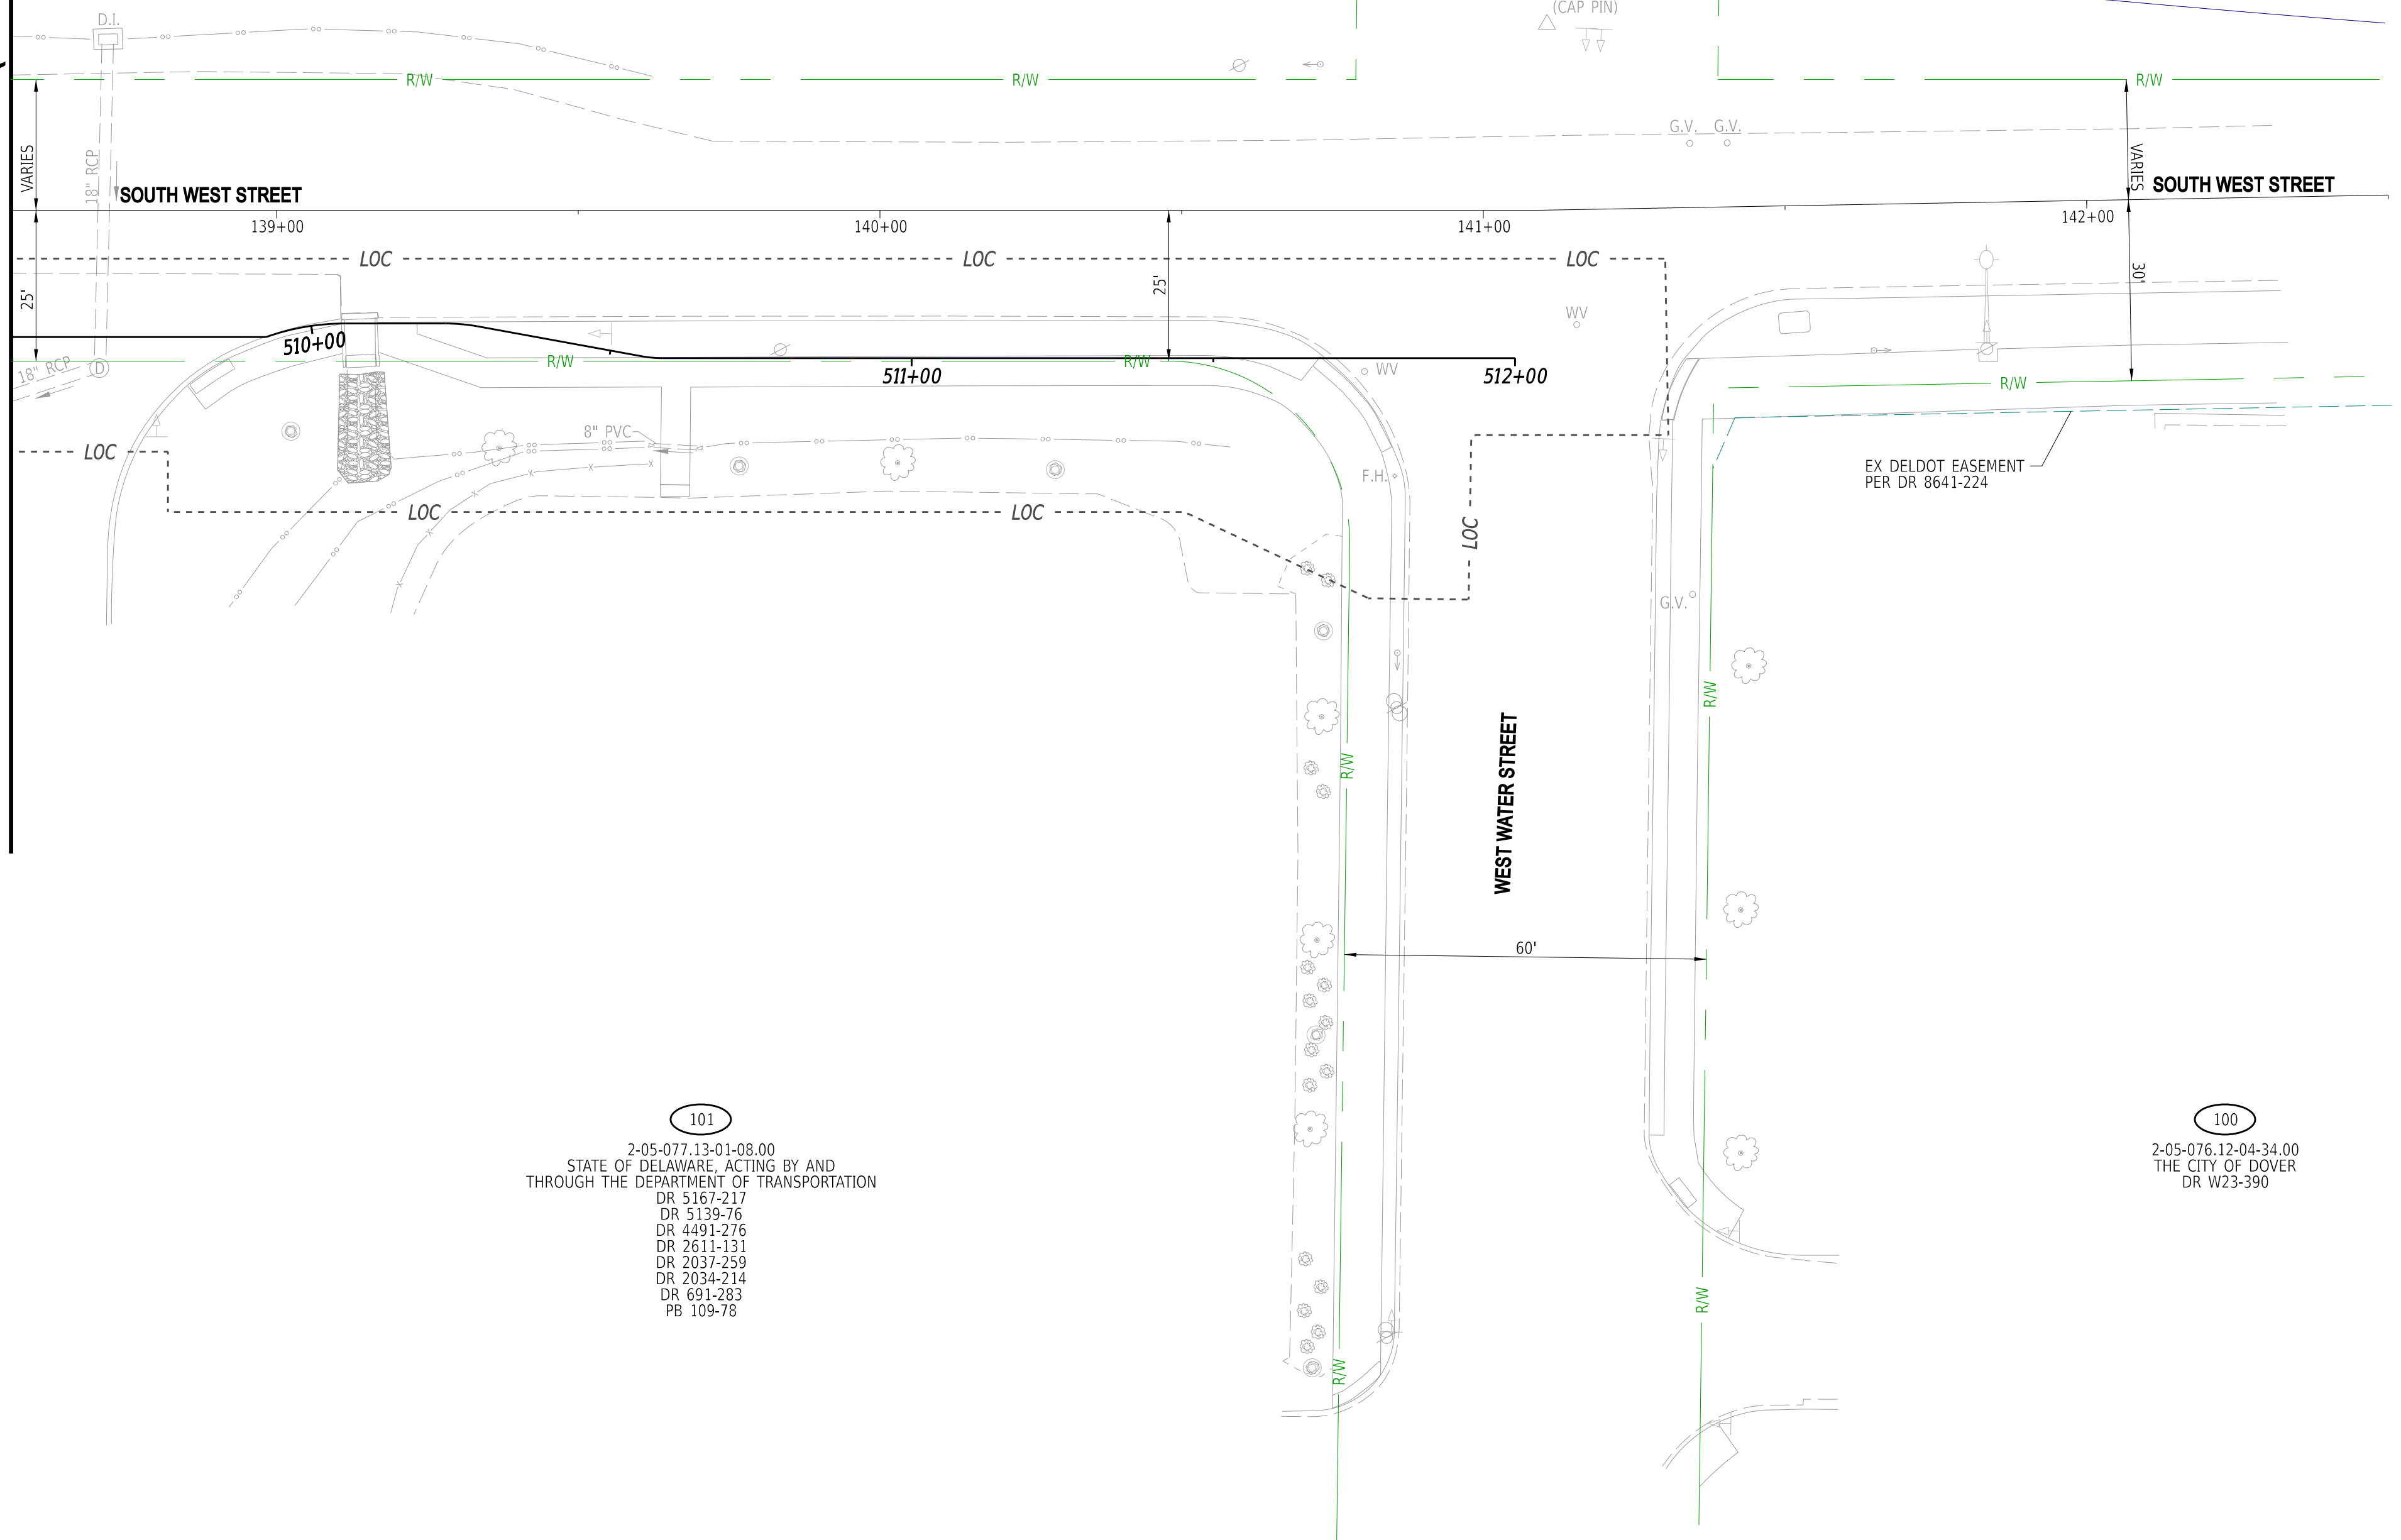 (CAP PIN)
D.I.
R/W
R/W
R/W
G.V.
G.V.
VARIES
18" RCP
SOUTH WEST STREET
VARIES
SOUTH WEST STREET
139+00
140+00
141+00
142+00
LOC
LOC
LOC
25'
25'
30'
WV
510+00
R/W
R/W
18" RCP
D
511+00
WV
512+00
R/W
8" PVC
LOC
F.H.
EX DELDOT EASEMENT
PER DR 8641-224
LOC
LOC
LOC
G.V.
R/W
R/W
WEST WATER STREET
60'
101
2-05-077.13-01-08.00
STATE OF DELAWARE, ACTING BY AND
THROUGH THE DEPARTMENT OF TRANSPORTATION
DR 5167-217
DR 5139-76
DR 4491-276
DR 2611-131
DR 2037-259
DR 2034-214
DR 691-283
PB 109-78
100
2-05-076.12-04-34.00
THE CITY OF DOVER
DR W23-390
R/W
R/W